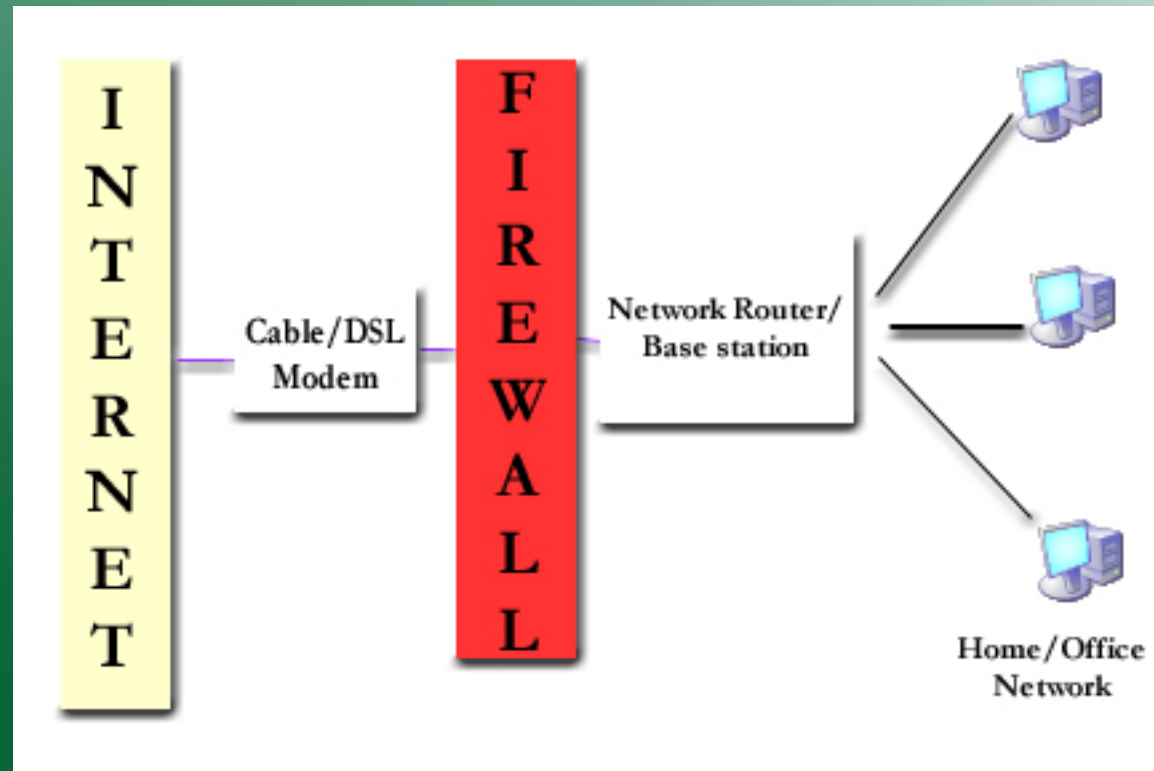 INTERNET
Cable/DSL
Modem
FIREWALL
Network Router/
Base station
Home/Office
Network